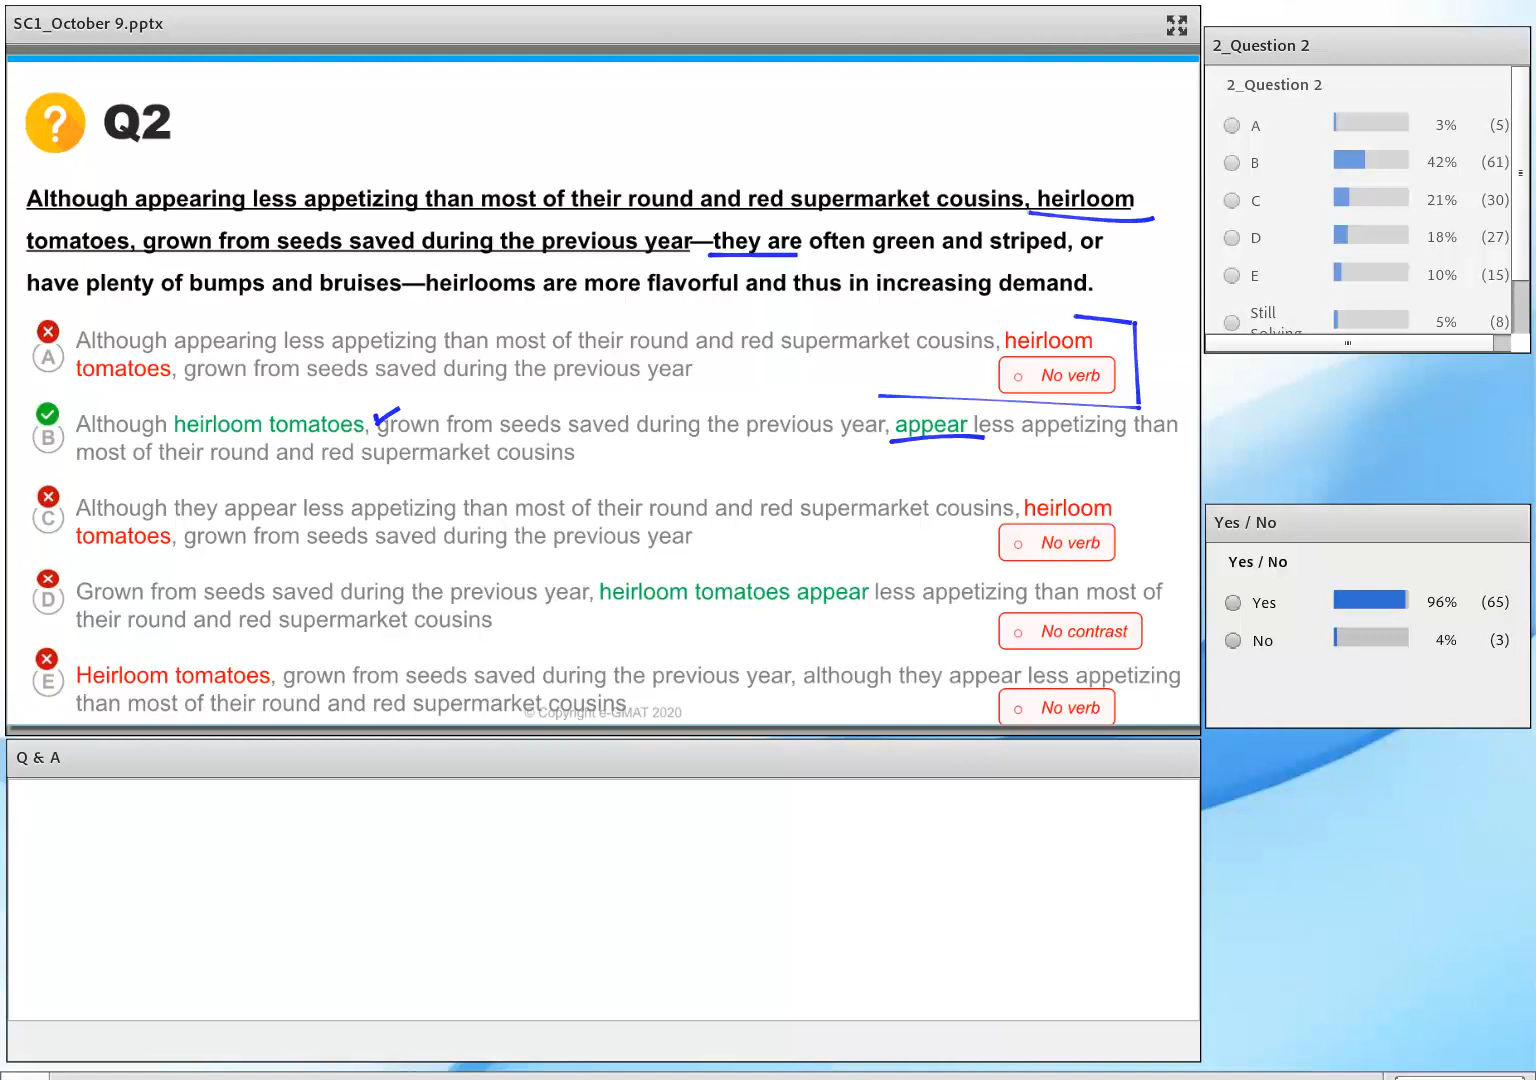 SC1_October 9.pptx
?
Q2
Although appearing less appetizing than most of their round and red supermarket cousins, heirloom
tomatoes, grown from seeds saved during the previous year—they are often green and striped, or
have plenty of bumps and bruises—heirlooms are more flavorful and thus in increasing demand.
A
Although appearing less appetizing than most of their round and red supermarket cousins, heirloom
tomatoes, grown from seeds saved during the previous year
No verb
B
Although heirloom tomatoes, grown from seeds saved during the previous year, appear less appetizing than
most of their round and red supermarket cousins
C
Although they appear less appetizing than most of their round and red supermarket cousins, heirloom
tomatoes, grown from seeds saved during the previous year
No verb
D
Grown from seeds saved during the previous year, heirloom tomatoes appear less appetizing than most of
their round and red supermarket cousins
No contrast
E
Heirloom tomatoes, grown from seeds saved during the previous year, although they appear less appetizing
than most of their round and red supermarket cousins
No verb
© Copyright e-GMAT 2020
2_Question 2
2_Question 2
A 3% (5)
B 42% (61)
C 21% (30)
D 18% (27)
E 10% (15)
Still
Solving 5% (8)
Yes / No
Yes / No
Yes 96% (65)
No 4% (3)
Q & A